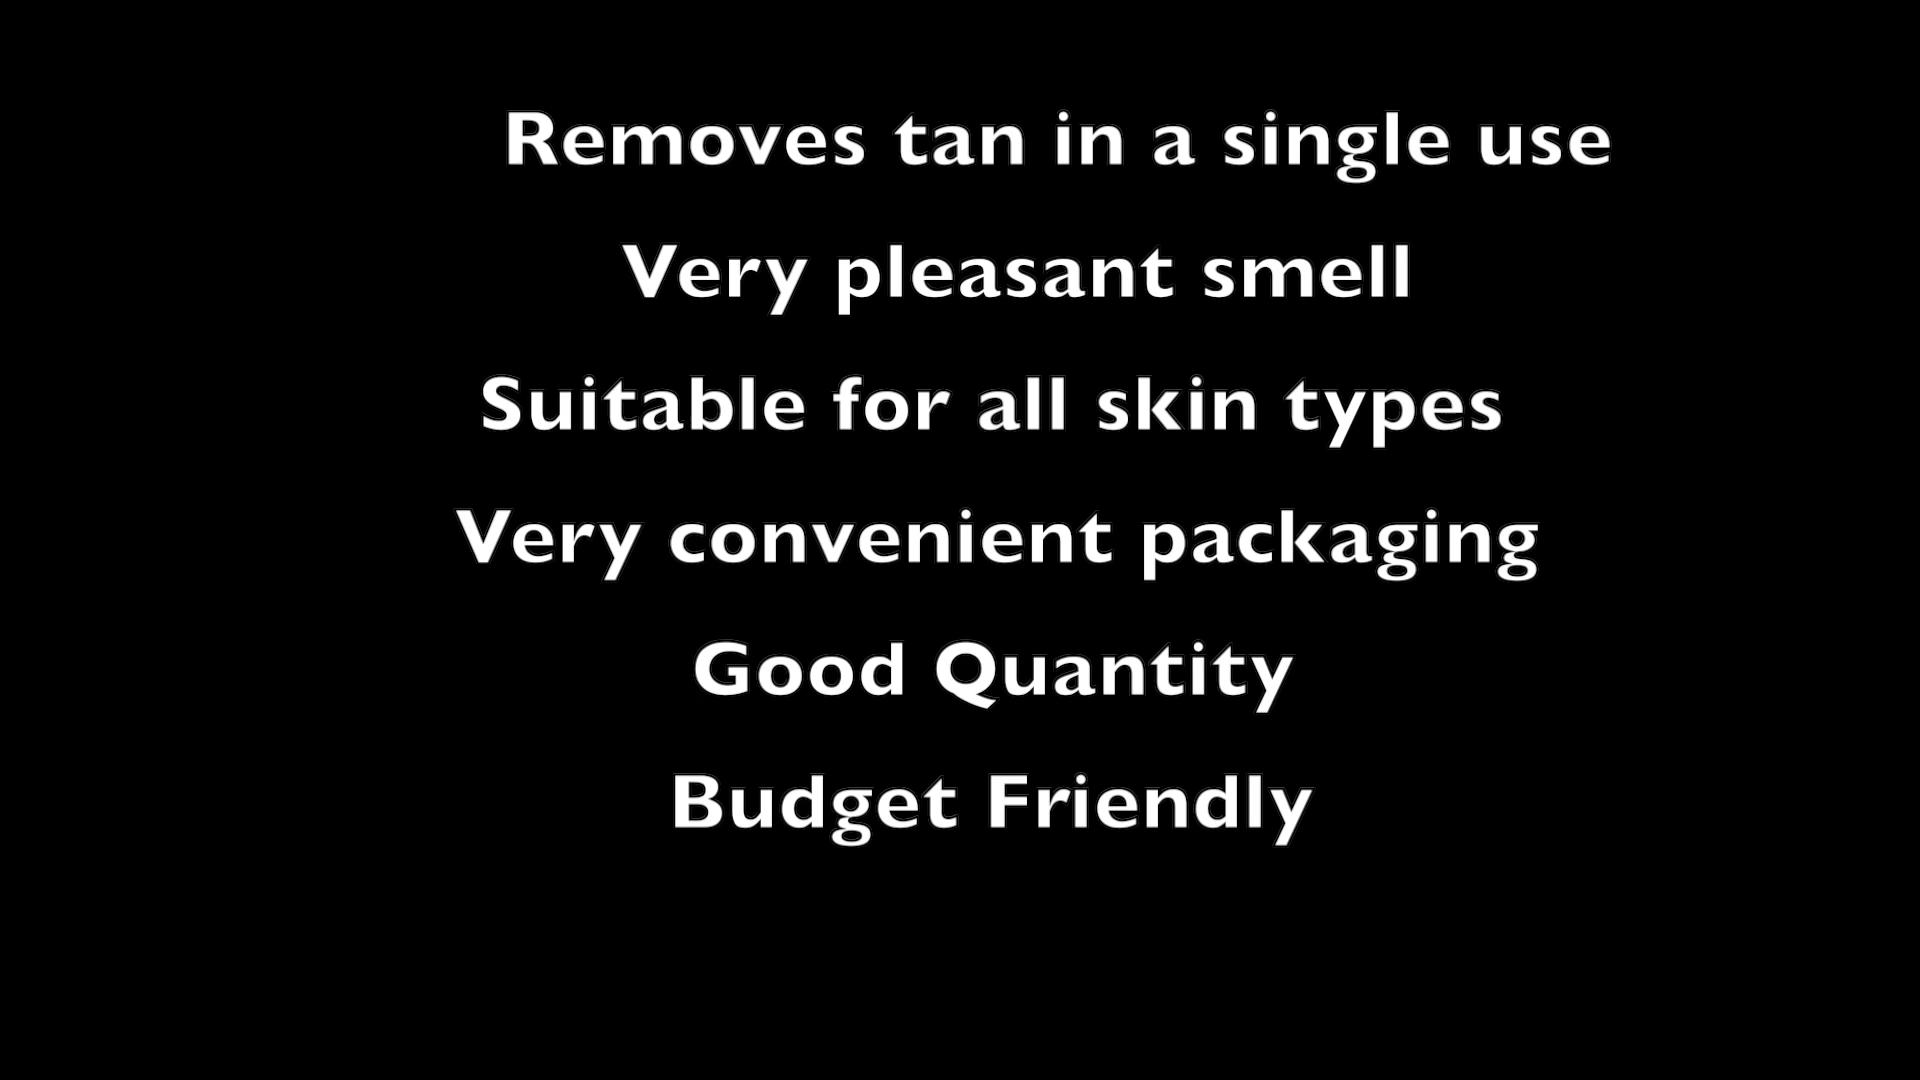 Removes tan in a single use
Very pleasant smell
Suitable for all skin types
Very convenient packaging
Good Quantity
Budget Friendly